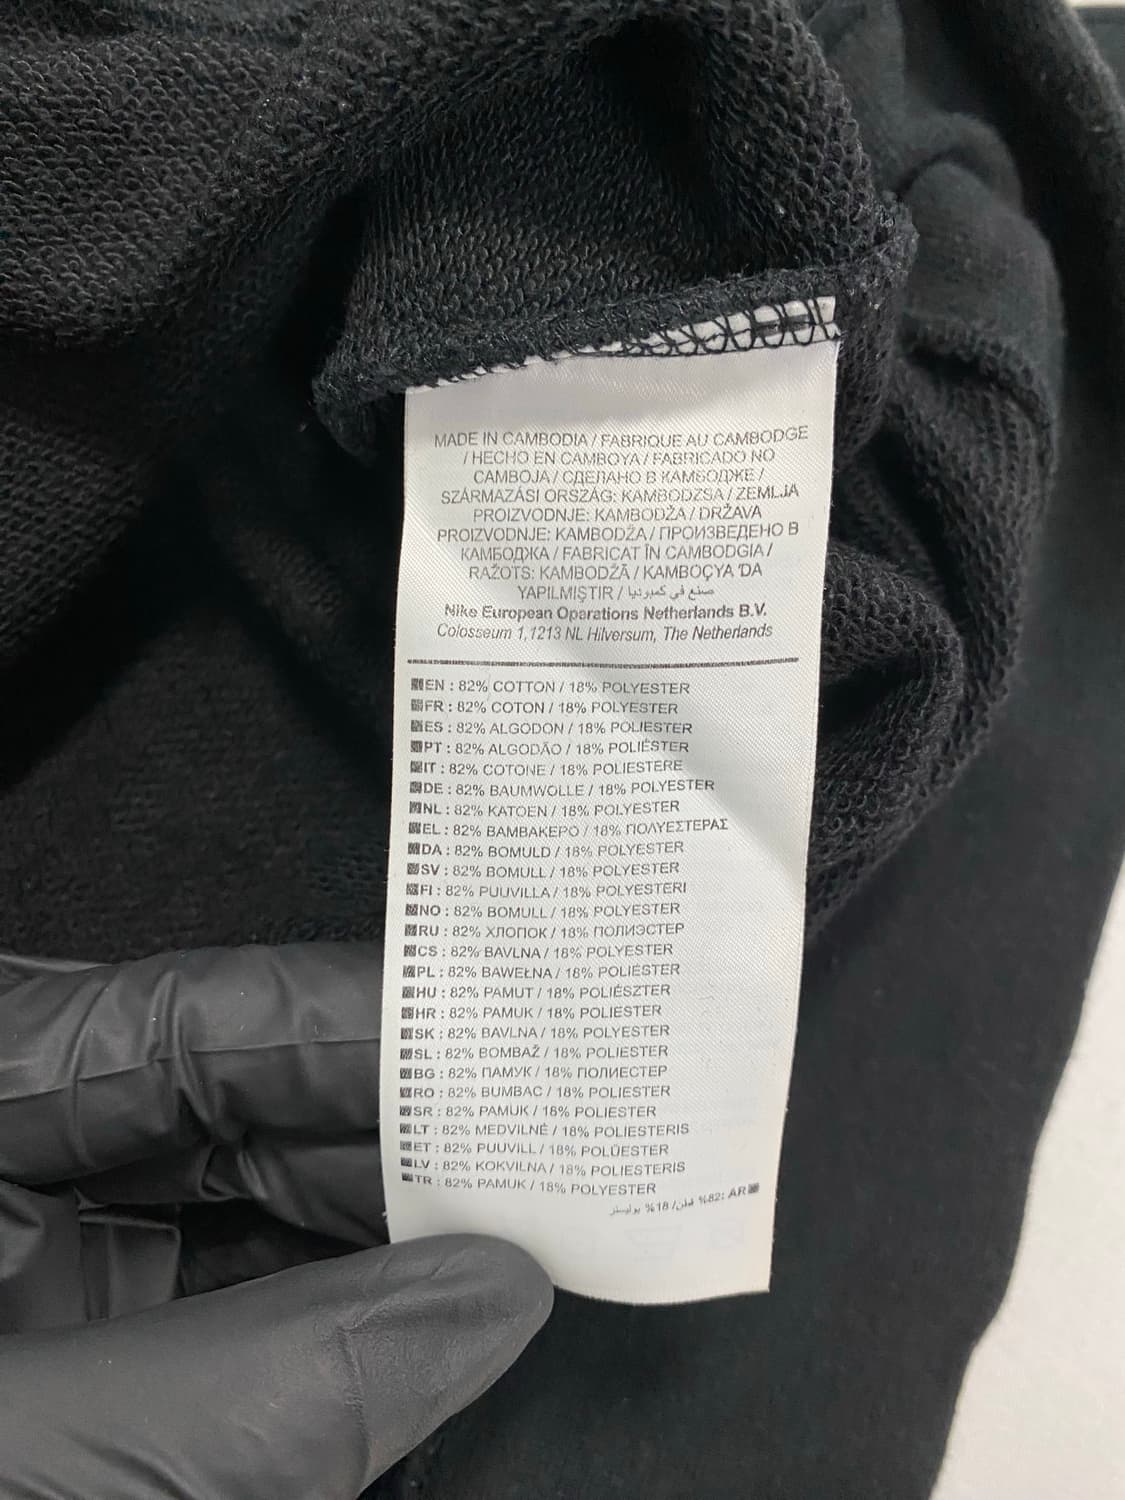 MADE IN CAMBODIA / FABRIQUE AU CAMBODGE
/ HECHO EN CAMBOYA / FABRICADO NO
CAMBOJA / СДЕЛАНО В КАМБОДЖЕ /
SZÁRMAZÁSI ORSZÁG: KAMBODZSA / ZEMLJA
PROIZVODNJE: KAMBODŽA / DRŽAVA
PROIZVODNJE: KAMBODŽA / ПРОИЗВЕДЕНО В
КАМБОДЖА / FABRICAT ÎN CAMBODGIA /
RAŽOTS: KAMBODŽĀ / KAMBOÇYA 'DA
YAPILMIŞTIR / صنع في كمبوديا
Nike European Operations Netherlands B.V.
Colosseum 1,1213 NL Hilversum, The Netherlands
EN : 82% COTTON / 18% POLYESTER
FR : 82% COTON / 18% POLYESTER
ES : 82% ALGODON / 18% POLIESTER
PT : 82% ALGODÃO / 18% POLIÉSTER
IT : 82% COTONE / 18% POLIESTERE
DE : 82% BAUMWOLLE / 18% POLYESTER
NL : 82% KATOEN / 18% POLYESTER
EL : 82% ΒΑΜΒΑΚΕΡΟ / 18% ΠΟΛΥΕΣΤΕΡΑΣ
DA : 82% BOMULD / 18% POLYESTER
SV : 82% BOMULL / 18% POLYESTER
FI : 82% PUUVILLA / 18% POLYESTERI
NO : 82% BOMULL / 18% POLYESTER
RU : 82% ХЛОПОК / 18% ПОЛИЭСТЕР
CS : 82% BAVLNA / 18% POLYESTER
PL : 82% BAWEŁNA / 18% POLIESTER
HU : 82% PAMUT / 18% POLIÉSZTER
HR : 82% PAMUK / 18% POLIESTER
SK : 82% BAVLNA / 18% POLYESTER
SL : 82% BOMBAŽ / 18% POLIESTER
BG : 82% ПАМУК / 18% ПОЛИЕСТЕР
RO : 82% BUMBAC / 18% POLIESTER
SR : 82% PAMUK / 18% POLIESTER
LT : 82% MEDVILNĖ / 18% POLIESTERIS
ET : 82% PUUVILL / 18% POLÜESTER
LV : 82% KOKVILNA / 18% POLIESTERIS
TR : 82% PAMUK / 18% POLYESTER
AR :82% قطن/ 18% بوليستر